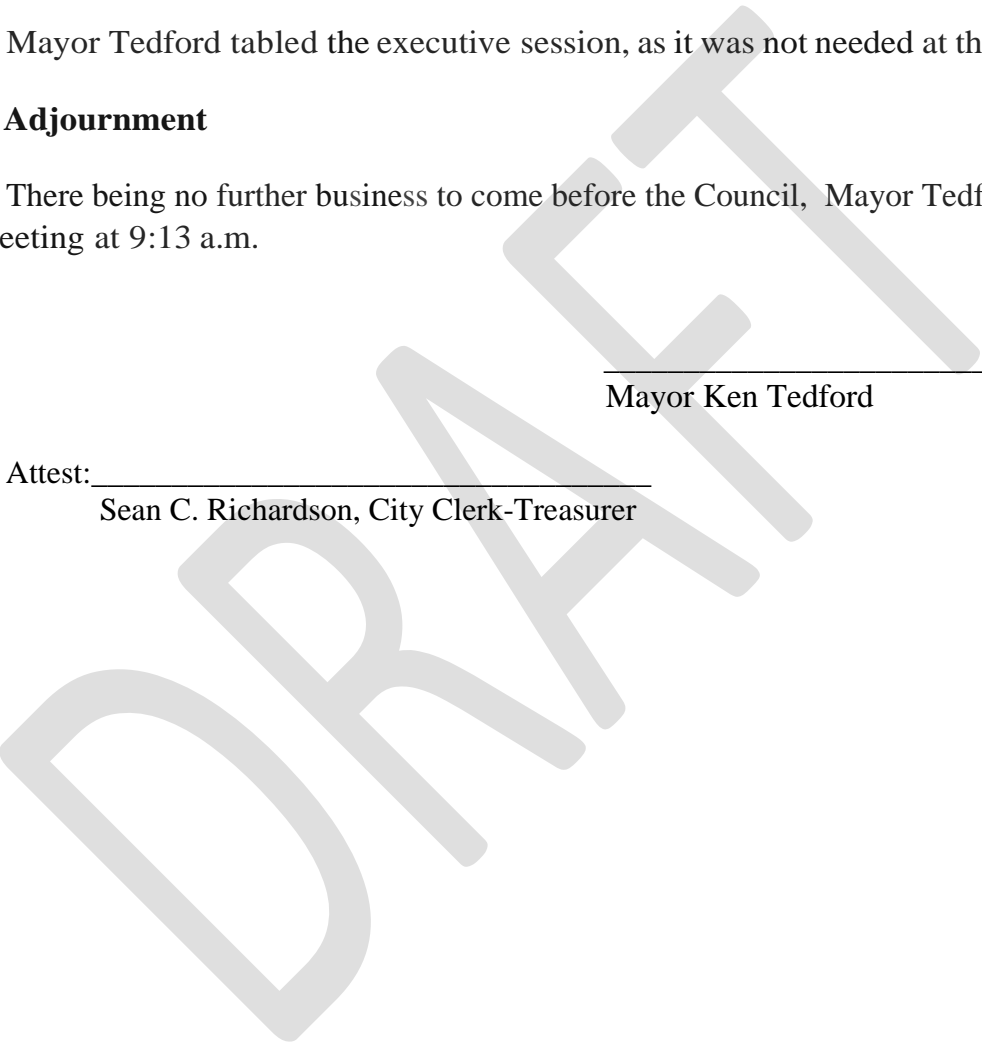 Mayor Tedford tabled the executive session, as it was not needed at
Adjournment
There being no further business to come before the Council, Mayor
eeting at 9:13 a.m.
Mayor Ken Tedford
Attest:___________________________________
Sean C. Richardson, City Clerk-Treasurer
DRAFT